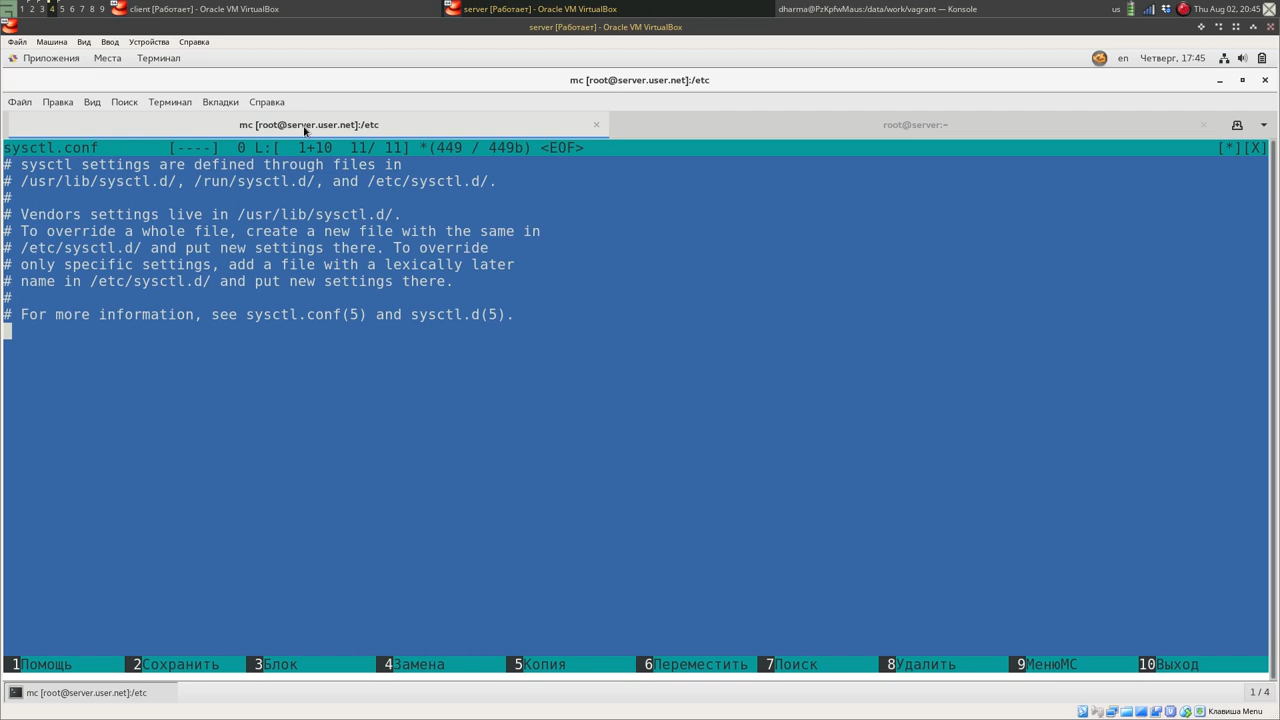 1 2 3 4 5 6 7 8 9 client [Работает] - Oracle VM VirtualBox server [Работает] - Oracle VM VirtualBox dharma@PzKpfwMaus:/data/work/vagrant — Konsole us Thu Aug 02, 20:45
server [Работает] - Oracle VM VirtualBox
Файл Машина Вид Ввод Устройства Справка
Приложения Места Терминал en Четверг, 17:45
mc [root@server.user.net]:/etc
Файл Правка Вид Поиск Терминал Вкладки Справка
mc [root@server.user.net]:/etc × root@server:~ ×
sysctl.conf [----] 0 L:[ 1+10 11/ 11] *(449 / 449b) <EOF> [*][X]
# sysctl settings are defined through files in
# /usr/lib/sysctl.d/, /run/sysctl.d/, and /etc/sysctl.d/.
#
# Vendors settings live in /usr/lib/sysctl.d/.
# To override a whole file, create a new file with the same in
# /etc/sysctl.d/ and put new settings there. To override
# only specific settings, add a file with a lexically later
# name in /etc/sysctl.d/ and put new settings there.
#
# For more information, see sysctl.conf(5) and sysctl.d(5).
1Помощь 2Сохранить 3Блок 4Замена 5Копия 6Переместить 7Поиск 8Удалить 9МенюMC 10Выход
mc [root@server.user.net]:/etc 1 / 4
Клавиша Menu